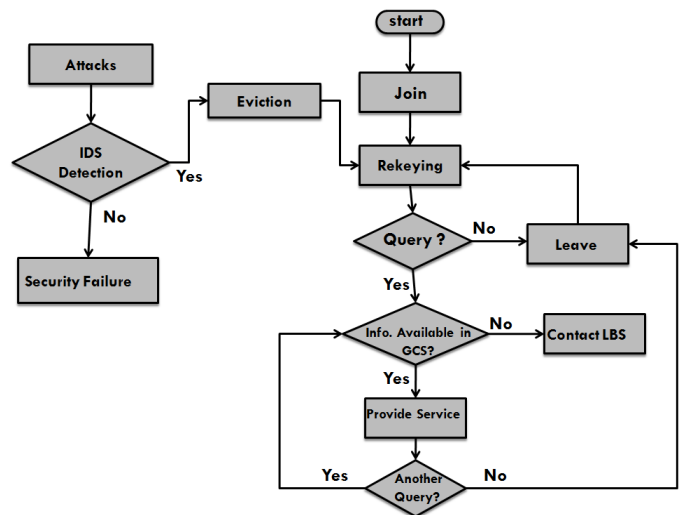 start
Attacks
Join
Eviction
IDS
Detection
Yes
Rekeying
No
Query ?
No
Leave
Security Failure
Yes
Info. Available in
GCS?
No
Contact LBS
Yes
Provide Service
Yes
Another
Query?
No